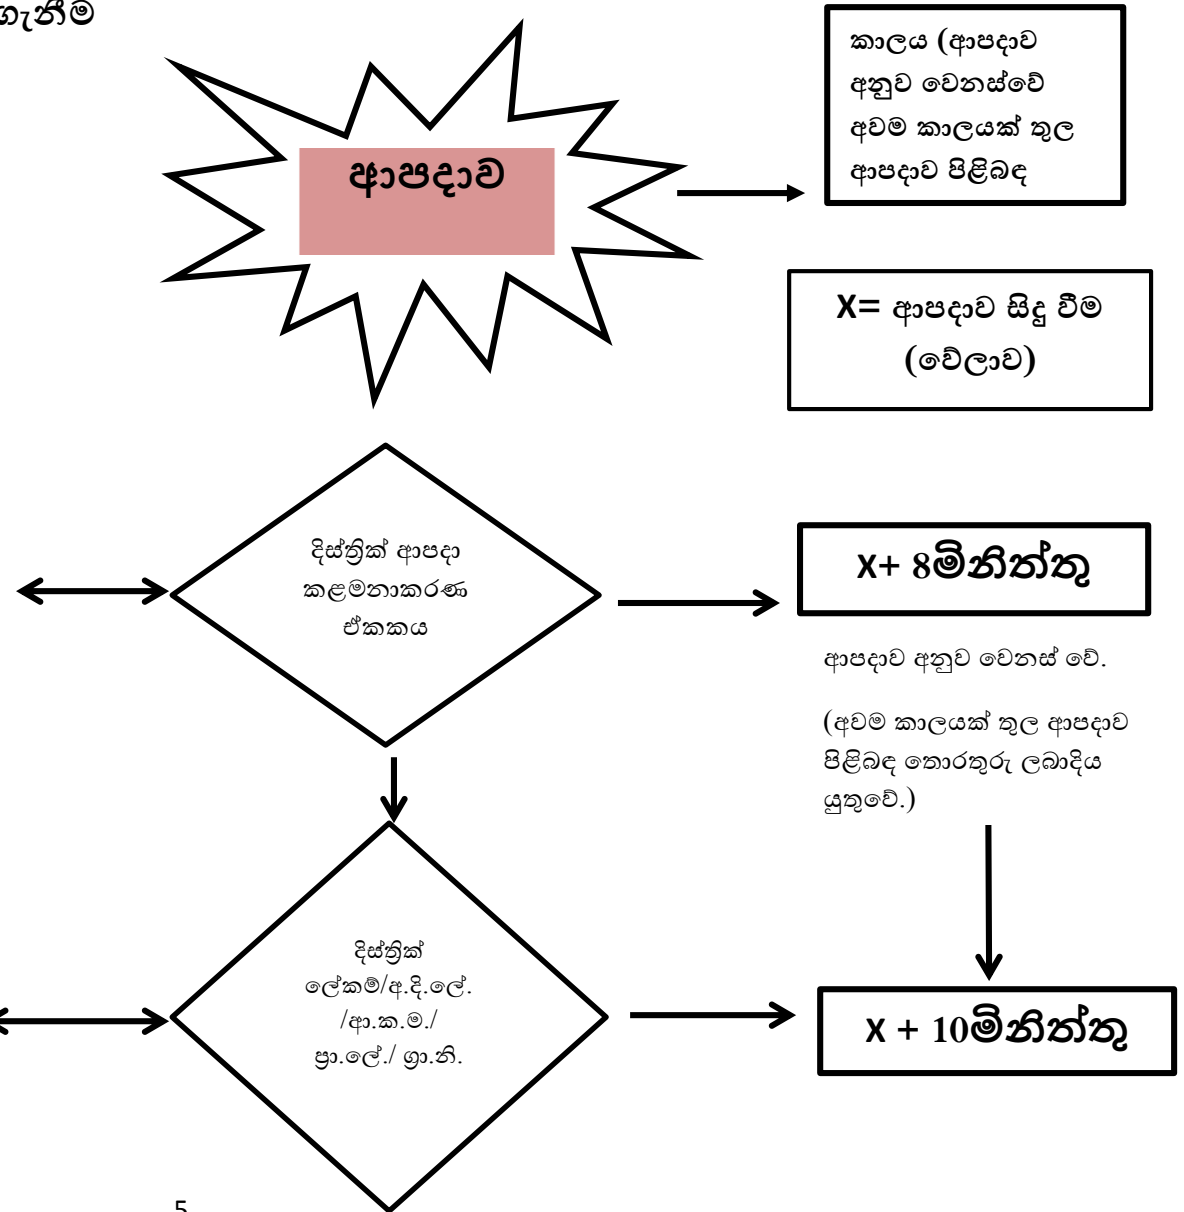 ගැනීම
කාලය (ආපදාව
අනුව වෙනස්වේ
අවම කාලයක් තුල
ආපදාව පිළිබඳ
ආපදාව
X= ආපදාව සිදු වීම
(වේලාව)
දිස්ත්‍රික් ආපදා
කළමනාකරණ
ඒකකය
X+ 8මිනිත්තු
ආපදාව අනුව වෙනස් වේ.
(අවම කාලයක් තුල ආපදාව
පිළිබඳ තොරතුරු ලබාදිය
යුතුවේ.)
දිස්ත්‍රික්
ලේකම්/අ.දි.ලේ.
/ආ.ක.ම./
ප්‍රා.ලේ./ ග්‍රා.නි.
X + 10මිනිත්තු
5